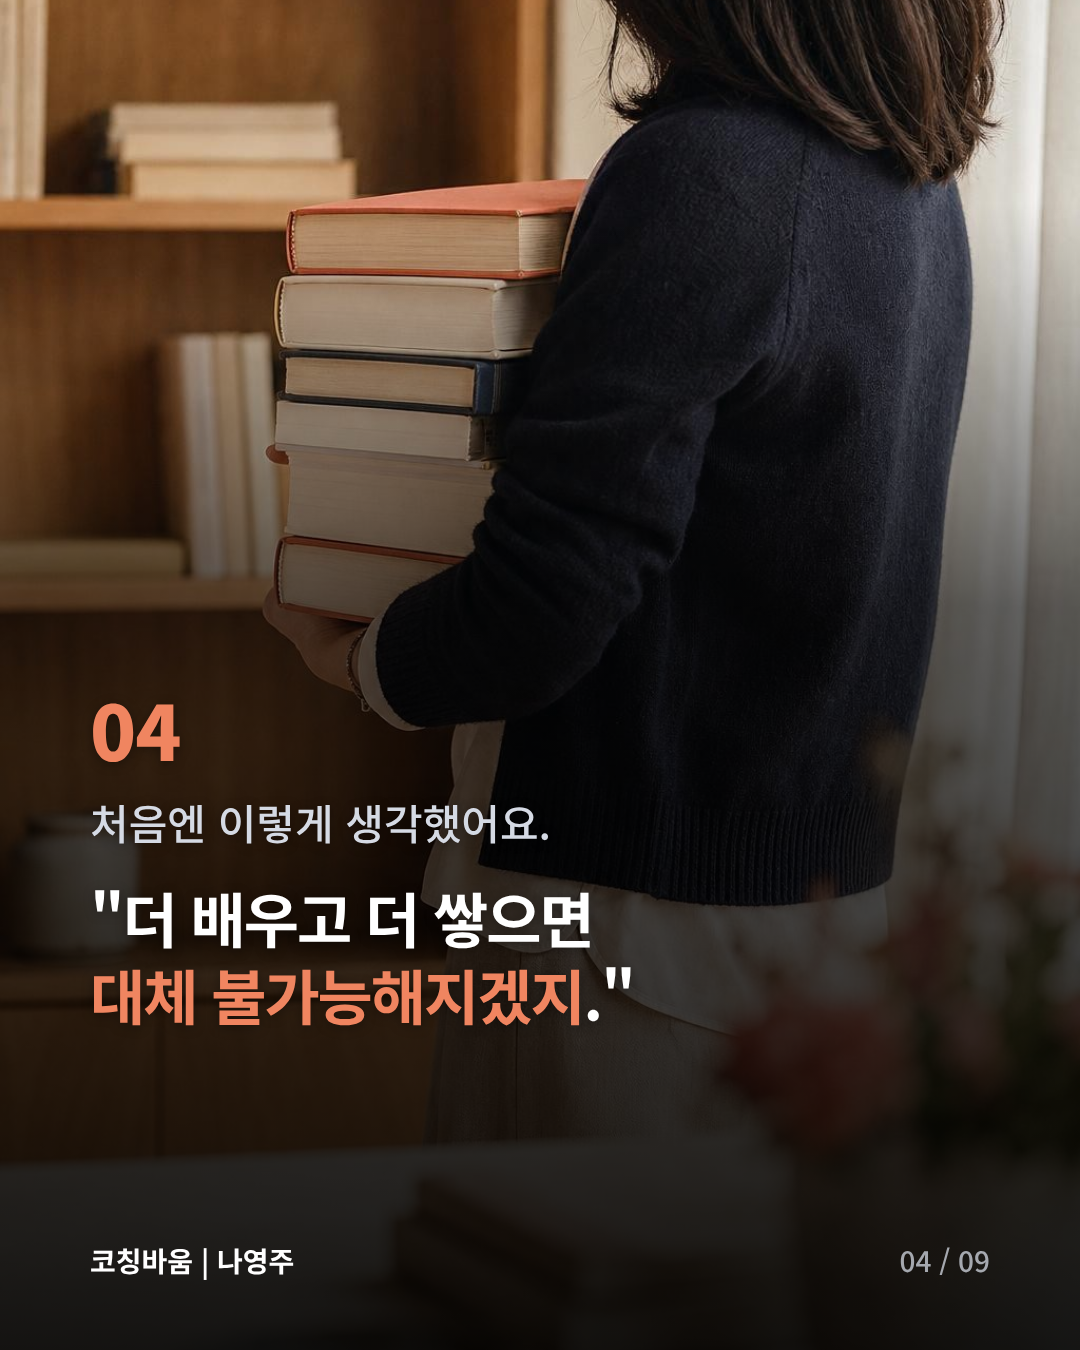 04
처음엔 이렇게 생각했어요.
"더 배우고 더 쌓으면
대체 불가능해지겠지."
코칭바움 | 나영주
04 / 09